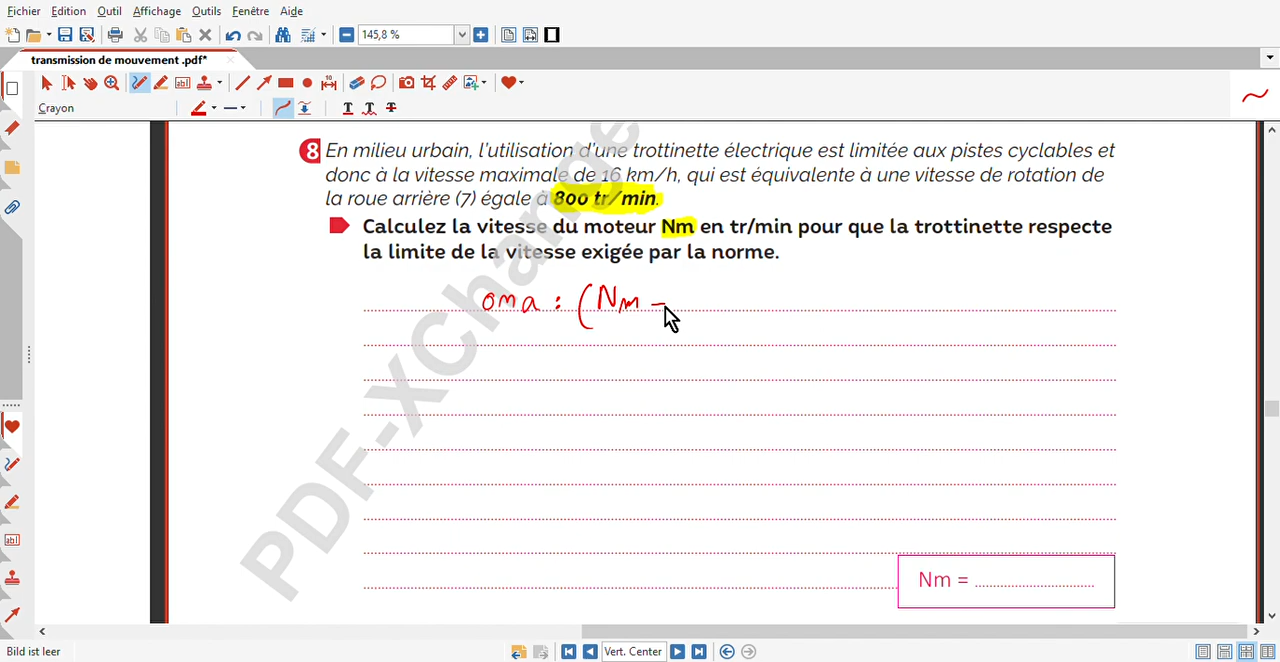 Fichier Edition Outil Affichage Outils Fenêtre Aide
145,8 %
transmission de mouvement .pdf*
Crayon
8 En milieu urbain, l'utilisation d'une trottinette électrique est limitée aux pistes cyclables et
donc à la vitesse maximale de 16 km/h, qui est équivalente à une vitesse de rotation de
la roue arrière (7) égale à 800 tr/min.
Calculez la vitesse du moteur Nm en tr/min pour que la trottinette respecte
la limite de la vitesse exigée par la norme.
ona : (Nm -
PDF-XChange
Nm = ..............................
Bild ist leer
Vert. Center